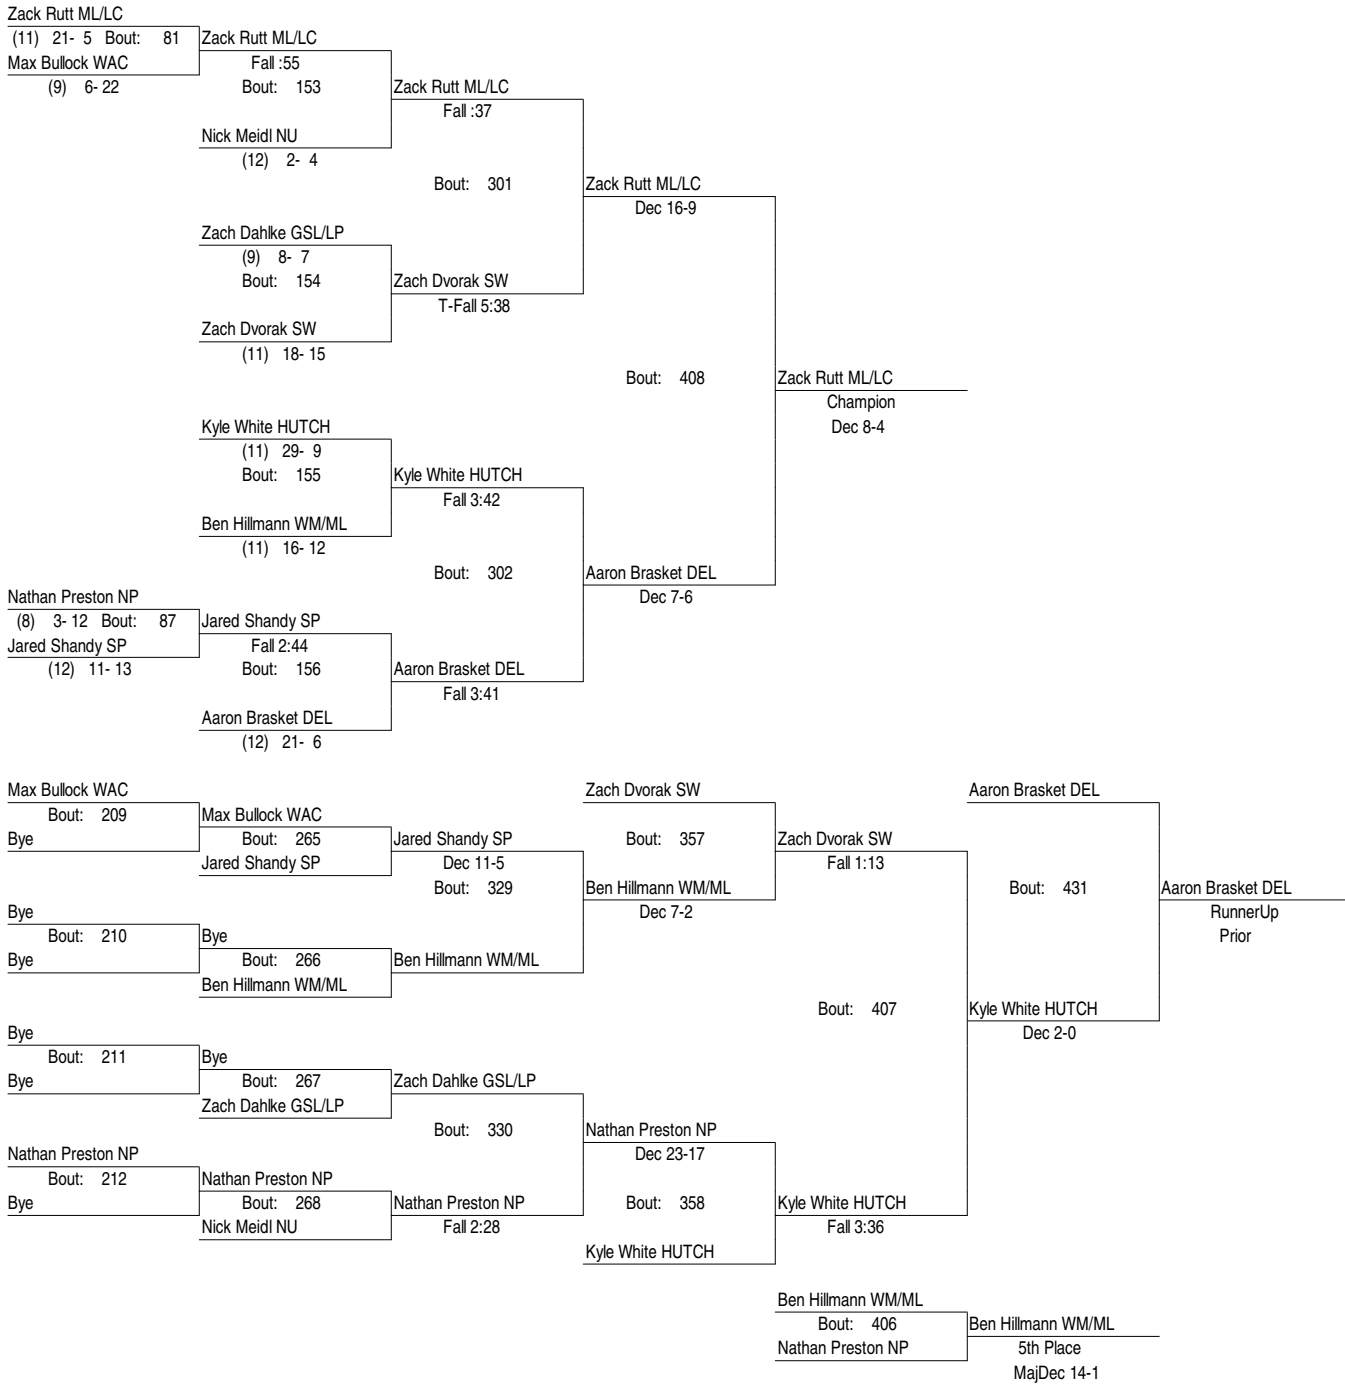 Zack Rutt ML/LC
(11) 21- 5 Bout: 81
Zack Rutt ML/LC
Max Bullock WAC
Fall :55
(9) 6- 22
Bout: 153
Zack Rutt ML/LC
Fall :37
Nick Meidl NU
(12) 2- 4
Bout: 301
Zack Rutt ML/LC
Dec 16-9
Zach Dahlke GSL/LP
(9) 8- 7
Bout: 154
Zach Dvorak SW
T-Fall 5:38
Zach Dvorak SW
(11) 18- 15
Bout: 408
Zack Rutt ML/LC
Champion
Dec 8-4
Kyle White HUTCH
(11) 29- 9
Bout: 155
Kyle White HUTCH
Fall 3:42
Ben Hillmann WM/ML
(11) 16- 12
Bout: 302
Aaron Brasket DEL
Dec 7-6
Nathan Preston NP
(8) 3- 12 Bout: 87
Jared Shandy SP
Jared Shandy SP
Fall 2:44
(12) 11- 13
Bout: 156
Aaron Brasket DEL
Fall 3:41
Aaron Brasket DEL
(12) 21- 6
Max Bullock WAC
Zach Dvorak SW
Aaron Brasket DEL
Bout: 209
Max Bullock WAC
Bye
Bout: 265
Jared Shandy SP
Bout: 357
Zach Dvorak SW
Jared Shandy SP
Dec 11-5
Fall 1:13
Bout: 329
Ben Hillmann WM/ML
Bout: 431
Aaron Brasket DEL
Bye
Dec 7-2
RunnerUp
Bout: 210
Bye
Prior
Bye
Bout: 266
Ben Hillmann WM/ML
Ben Hillmann WM/ML
Bout: 407
Kyle White HUTCH
Bye
Dec 2-0
Bout: 211
Bye
Bye
Bout: 267
Zach Dahlke GSL/LP
Zach Dahlke GSL/LP
Bout: 330
Nathan Preston NP
Nathan Preston NP
Dec 23-17
Bout: 212
Nathan Preston NP
Bye
Bout: 268
Nathan Preston NP
Bout: 358
Kyle White HUTCH
Nick Meidl NU
Fall 2:28
Fall 3:36
Kyle White HUTCH
Ben Hillmann WM/ML
Bout: 406
Ben Hillmann WM/ML
Nathan Preston NP
5th Place
MajDec 14-1